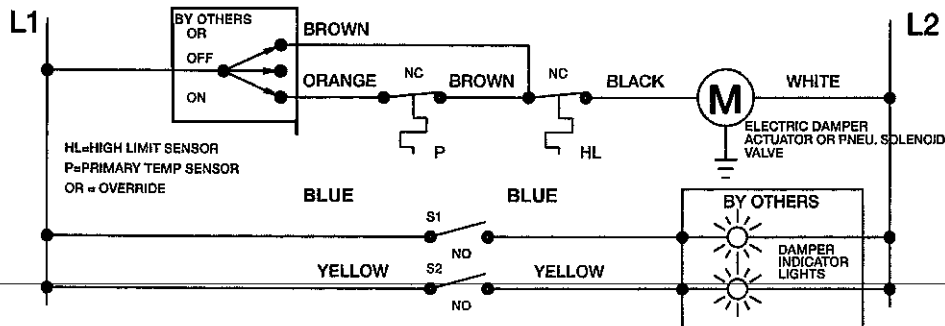 L1
L2
BY OTHERS
OR
OFF
ON
BROWN
ORANGE
NC
BROWN
NC
BLACK
M
WHITE
P
HL
ELECTRIC DAMPER
ACTUATOR OR PNEU. SOLENOID
VALVE
HL=HIGH LIMIT SENSOR
P=PRIMARY TEMP SENSOR
OR = OVERRIDE
BLUE
BLUE
BY OTHERS
S1
NO
DAMPER
INDICATOR
LIGHTS
YELLOW
S2
YELLOW
NO